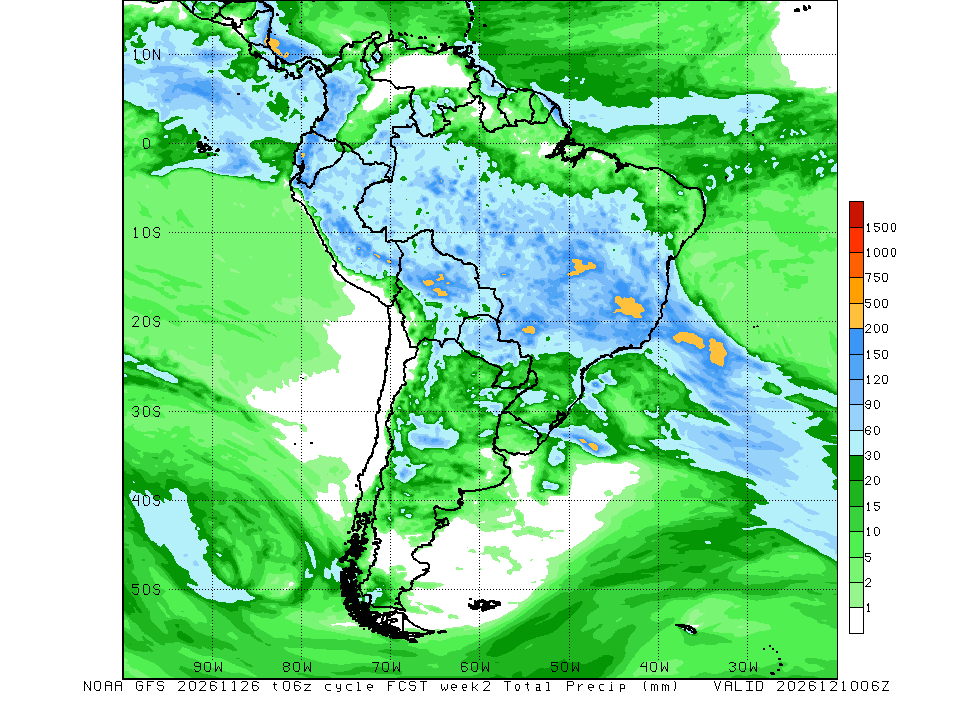 10N
0
10S
20S
30S
40S
50S
90W 80W 70W 60W 50W 40W 30W
1500
1000
750
500
200
150
120
90
60
30
20
15
10
5
2
1
NOAA GFS 20261126 t06z cycle FCST week2 Total Precip (mm) VALID 2026121006Z